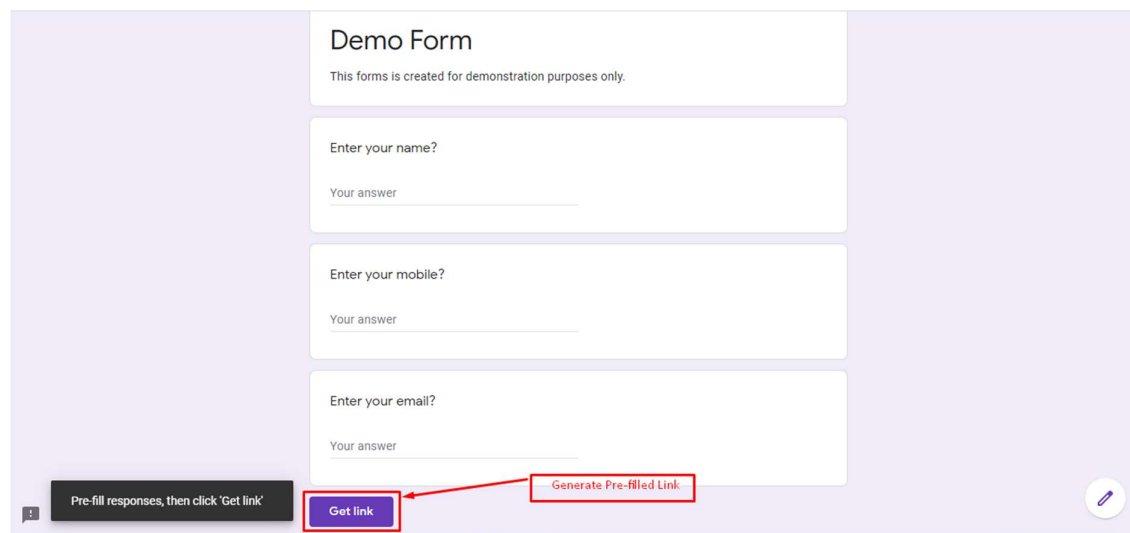 Demo Form
This forms is created for demonstration purposes only.
Enter your name?
Your answer
Enter your mobile?
Your answer
Enter your email?
Your answer
Generate Pre-filled Link
Pre-fill responses, then click 'Get link'
Get link